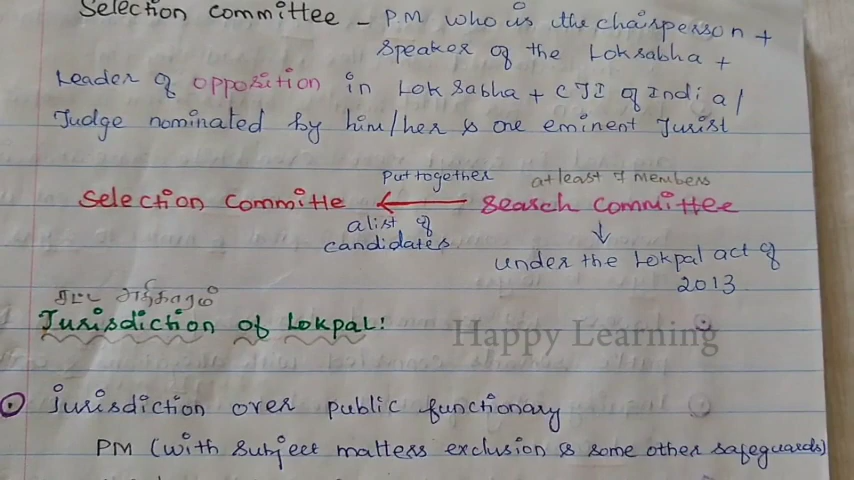 Selection committee - P.M who is the chairperson +
Speaker of the Loksabha +
Leader of opposition in Lok Sabha + CJI of India/
Judge nominated by him/her & one eminent Jurist
put together
atleast 7 members
Selection Committe ← Search Committee
a list of
candidates
↓
under the Lokpal act of
2013
சட்ட அதிகாரம்
Jurisdiction of Lokpal:
Happy Learning
Jurisdiction over public functionary
PM (with subject matters exclusion & some other safeguards)